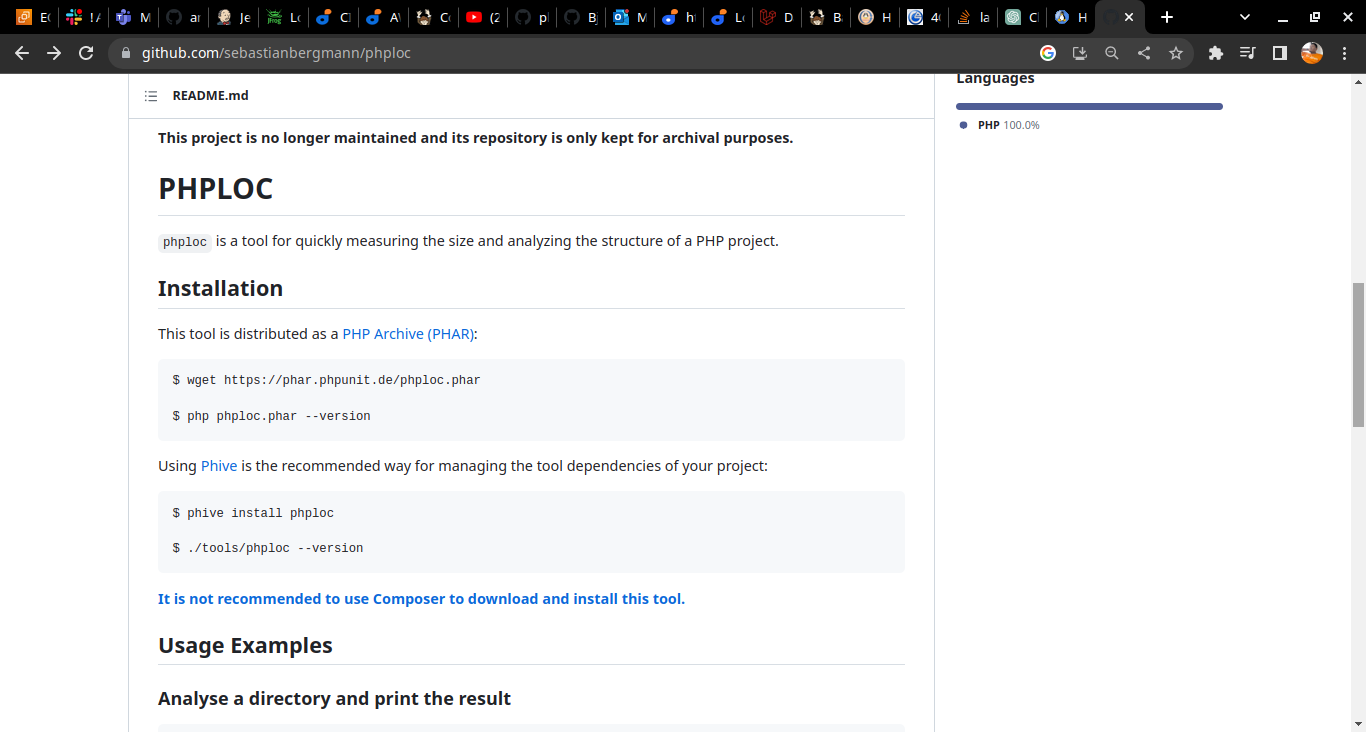 EC
! A
M
ar
Je
Lo
Cl
A\
Co
(2
pl
Bj
M
hi
Lo
D
B
H
4(
la
Cl
H
github.com/sebastianbergmann/phploc
README.md
Languages
PHP 100.0%
This project is no longer maintained and its repository is only kept for archival purposes.
PHPLOC
phploc is a tool for quickly measuring the size and analyzing the structure of a PHP project.
Installation
This tool is distributed as a PHP Archive (PHAR):
$ wget https://phar.phpunit.de/phploc.phar
$ php phploc.phar --version
Using Phive is the recommended way for managing the tool dependencies of your project:
$ phive install phploc
$ ./tools/phploc --version
It is not recommended to use Composer to download and install this tool.
Usage Examples
Analyse a directory and print the result